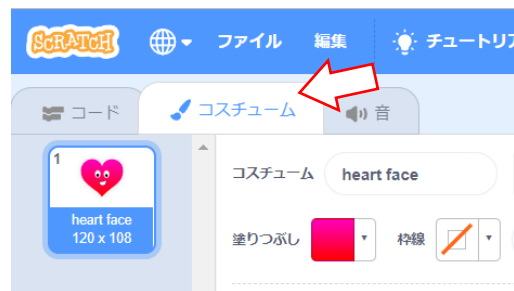 SCRATCH ファイル 編集 チュートリア
コード コスチューム 音
1
heart face
120 x 108
コスチューム heart face
塗りつぶし 枠線